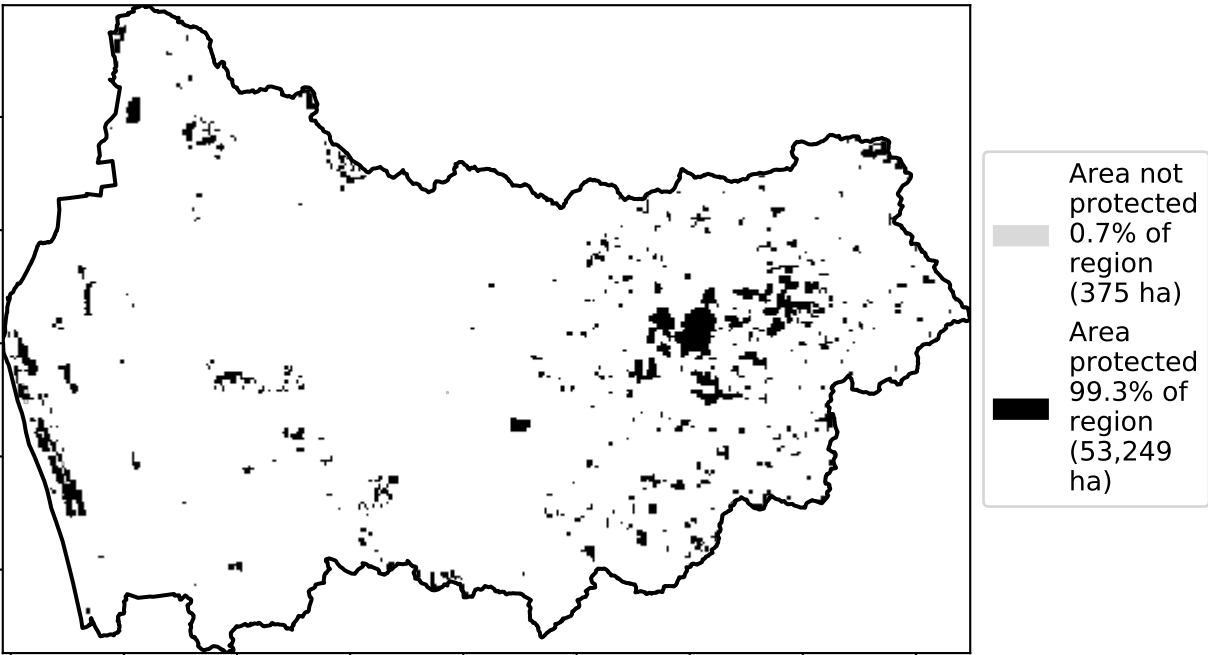 Area not
protected
0.7% of
region
(375 ha)
Area
protected
99.3% of
region
(53,249
ha)